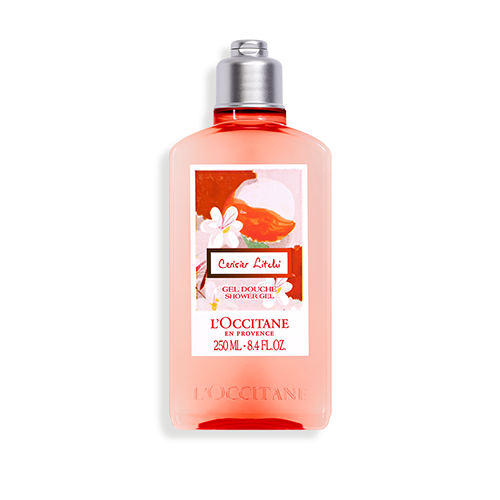 Cerisier Litchi
GEL DOUCHE
SHOWER GEL
L'OCCITANE
EN PROVENCE
250 ML • 8.4 FL.OZ.
L'OCCITANE